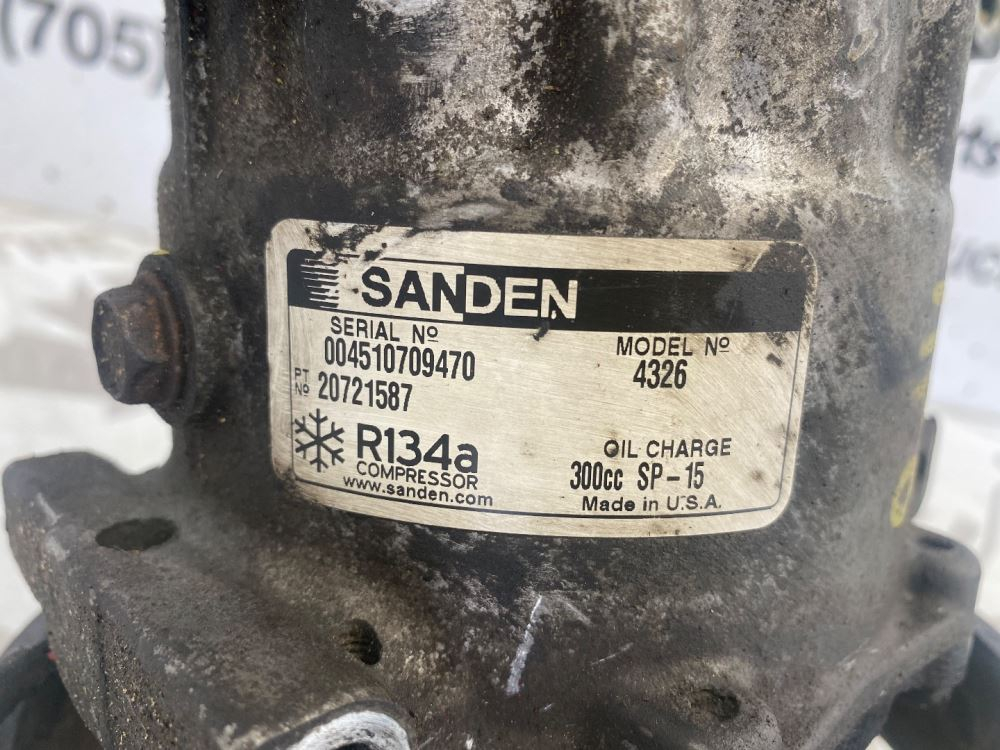 (705)
SANDEN
SERIAL Nº
004510709470
MODEL Nº
4326
PT Nº 20721587
R134a
COMPRESSOR
www.sanden.com
OIL CHARGE
300cc SP-15
Made in U.S.A.